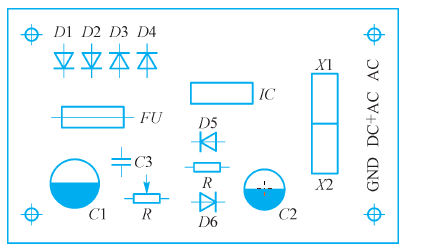 D1 D2 D3 D4
X1
IC
FU
D5
C3
R
X2
C1
R
D6
C2
GND DC+AC AC